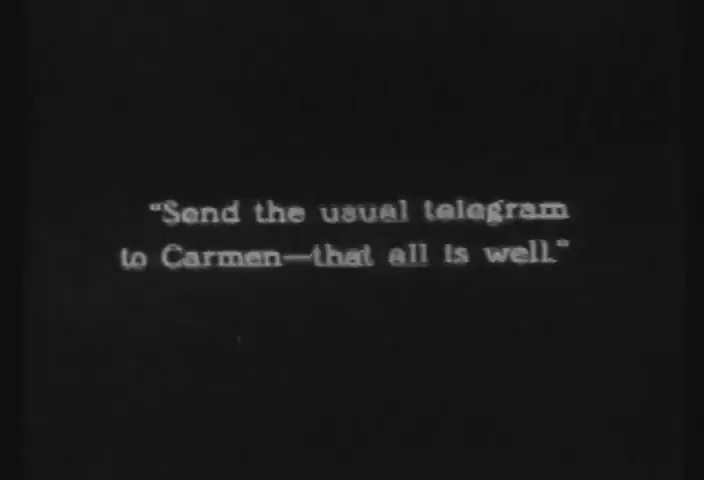 "Send the usual telegram
to Carmen—that all is well."